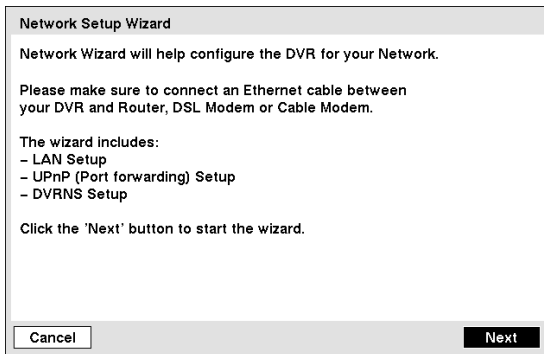 Network Setup Wizard
Network Wizard will help configure the DVR for your Network.
Please make sure to connect an Ethernet cable between
your DVR and Router, DSL Modem or Cable Modem.
The wizard includes:
– LAN Setup
– UPnP (Port forwarding) Setup
– DVRNS Setup
Click the 'Next' button to start the wizard.
Cancel
Next